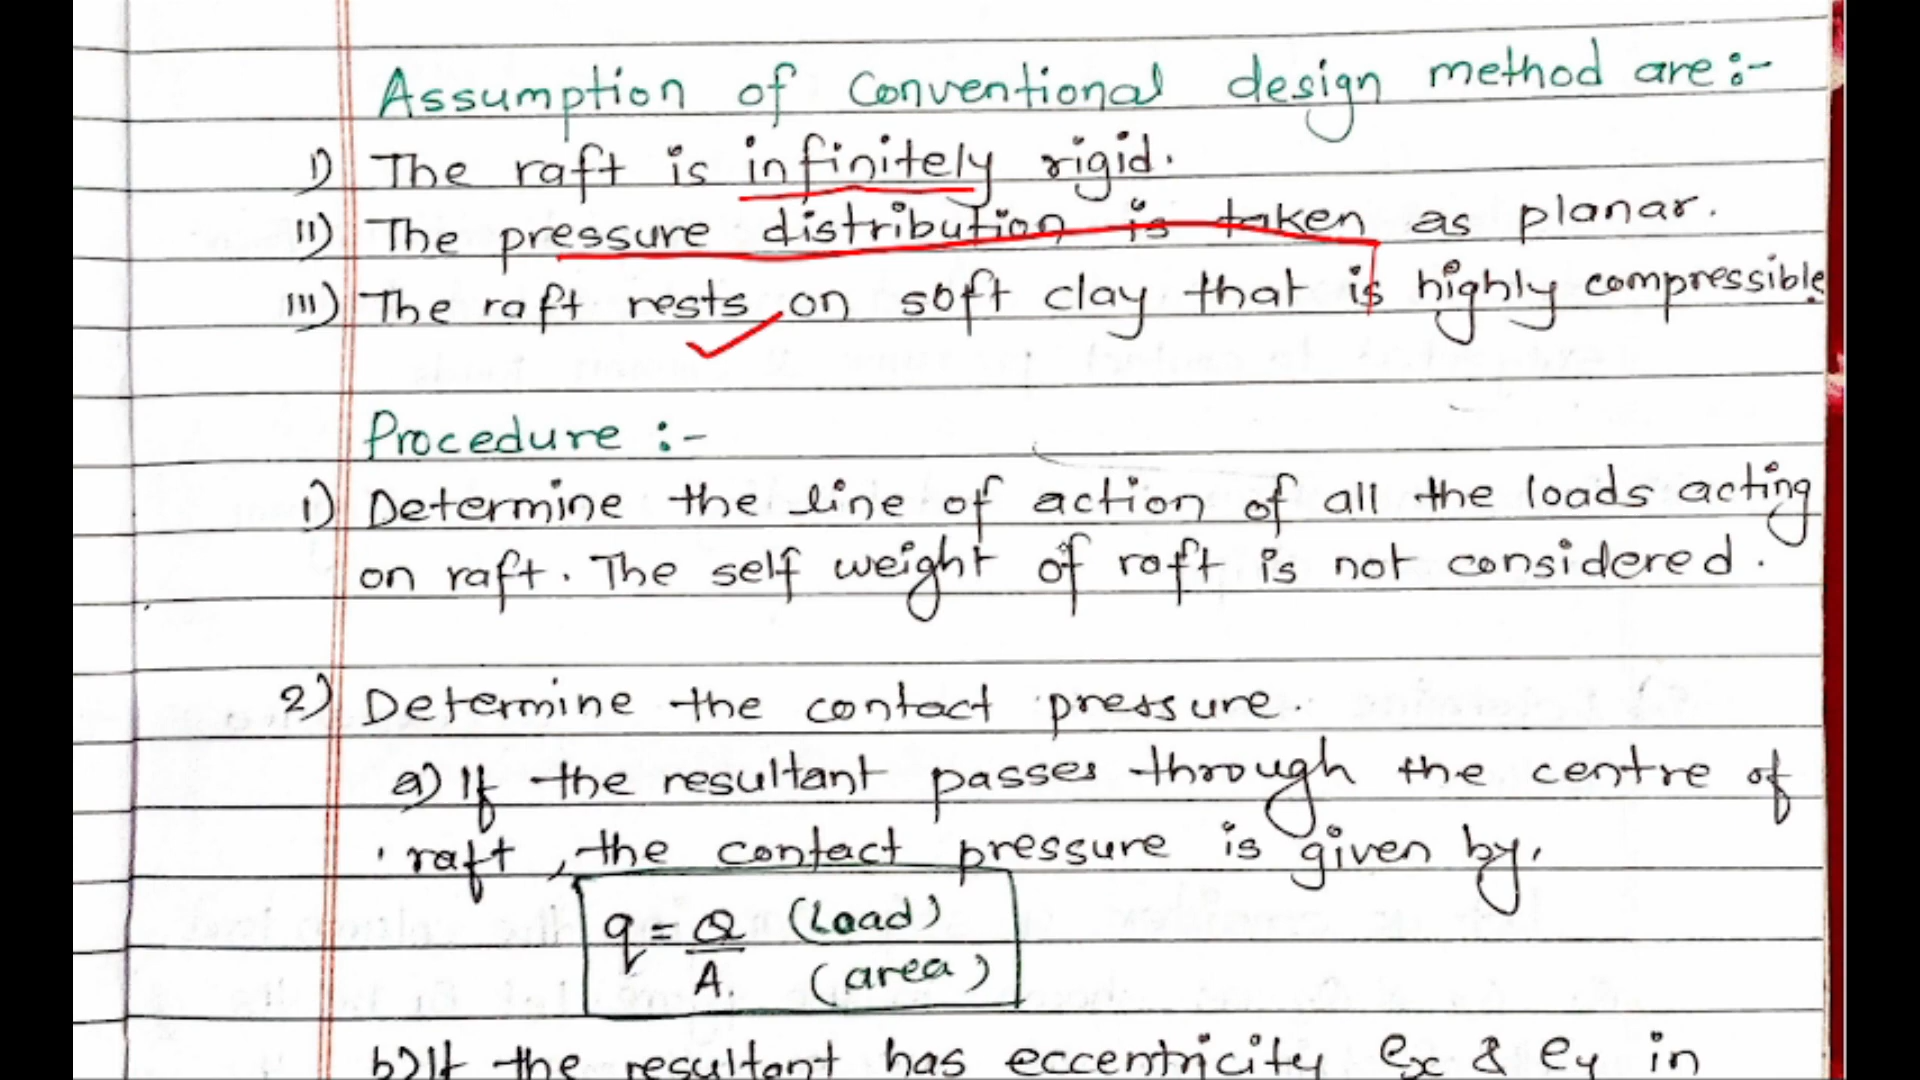 Assumption of Conventional design method are:-
I) The raft is infinitely rigid.
II) The pressure distribution is taken as planar.
III) The raft rests on soft clay that is highly compressible.
Procedure :-
1) Determine the line of action of all the loads acting
on raft. The self weight of raft is not considered.
2) Determine the contact pressure.
a) If the resultant passes through the centre of
raft, the contact pressure is given by,
q = Q (Load)
A. (area)
b) If the resultant has eccentricity ex & ey in